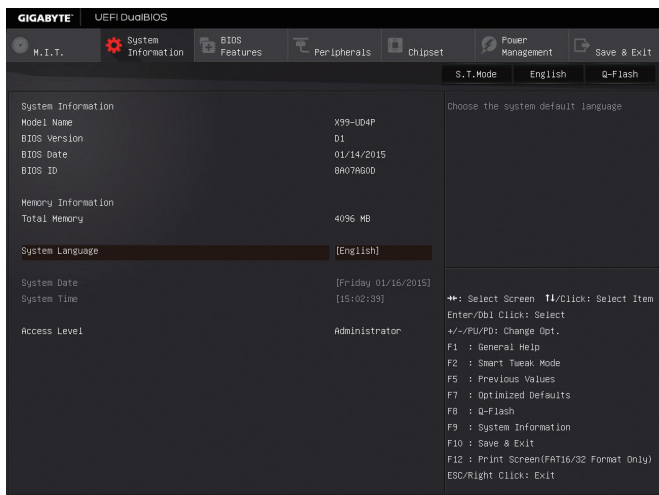 GIGABYTE™ UEFI DualBIOS
M.I.T. System Information BIOS Features Peripherals Chipset Power Management Save & Exit
S.T.Mode English Q-Flash
System Information
Model Name X99-UD4P
BIOS Version D1
BIOS Date 01/14/2015
BIOS ID 8A07AG0D
Memory Information
Total Memory 4096 MB
System Language [English]
System Date [Friday 01/16/2015]
System Time [15:02:39]
Access Level Administrator
Choose the system default language
→←: Select Screen ↑↓/Click: Select Item
Enter/Dbl Click: Select
+/-/PU/PD: Change Opt.
F1 : General Help
F2 : Smart Tweak Mode
F5 : Previous Values
F7 : Optimized Defaults
F8 : Q-Flash
F9 : System Information
F10 : Save & Exit
F12 : Print Screen(FAT16/32 Format Only)
ESC/Right Click: Exit